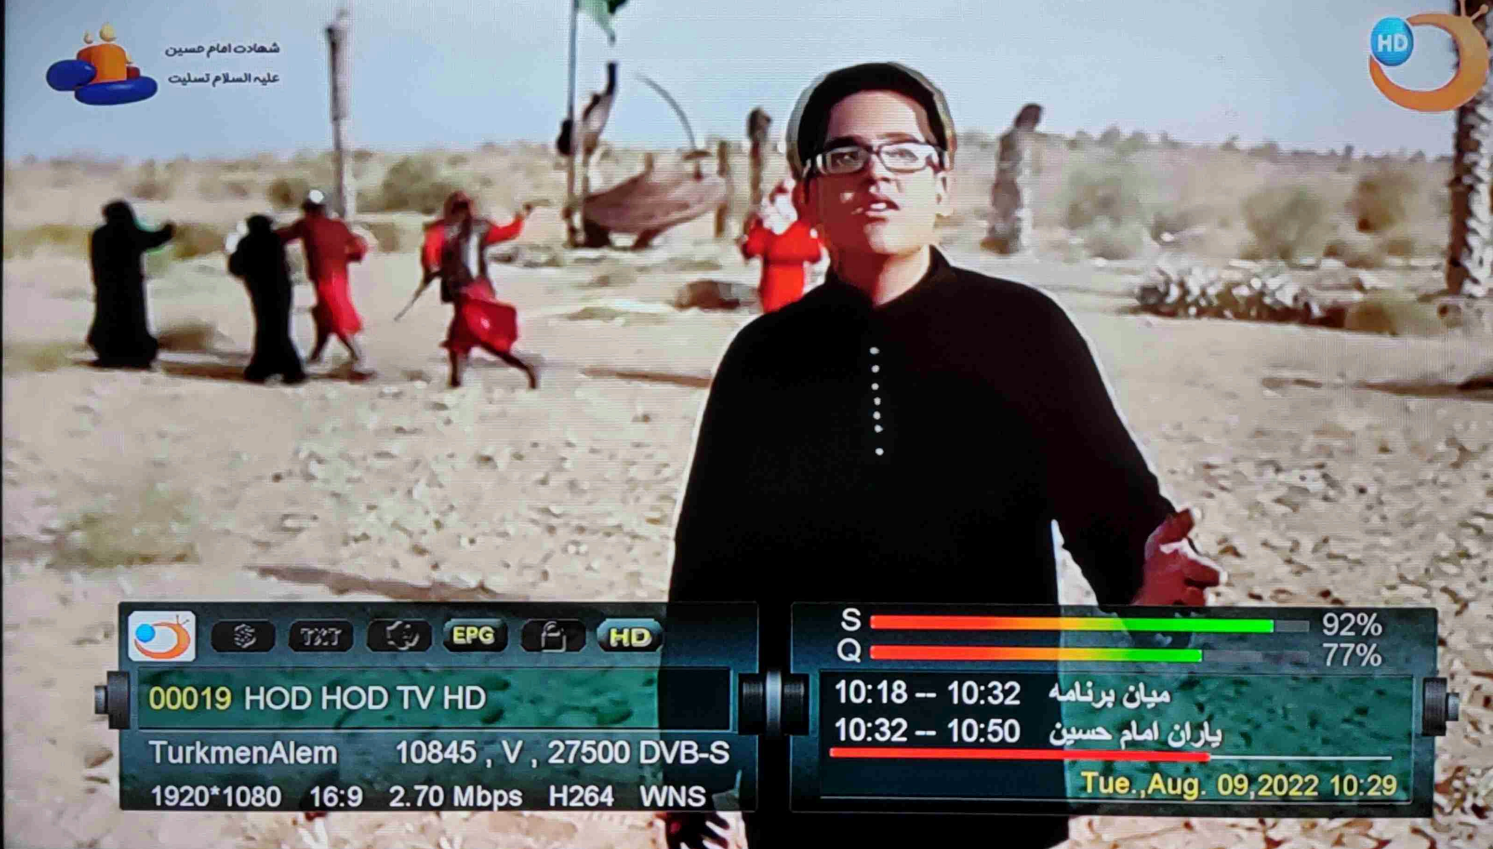 شهادت امام حسین
علیه السلام تسلیت
HD
$ TXT EPG HD
00019 HOD HOD TV HD
TurkmenAlem 10845 , V , 27500 DVB-S
1920*1080 16:9 2.70 Mbps H264 WNS
S 92%
Q 77%
10:18 -- 10:32 میان برنامه
10:32 -- 10:50 یاران امام حسین
Tue.,Aug. 09,2022 10:29